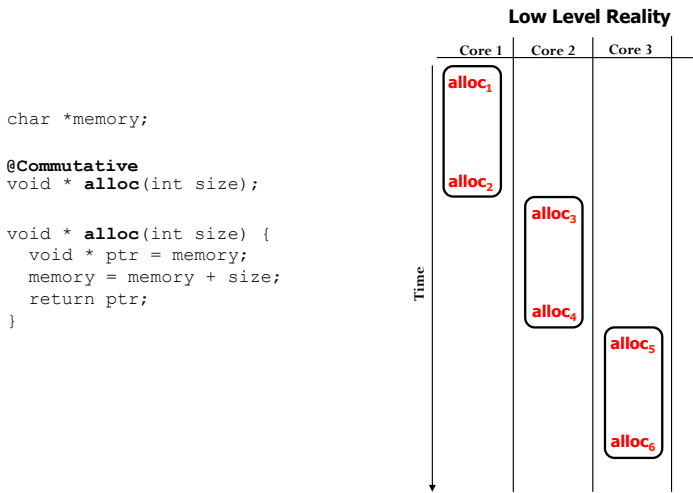 Low Level Reality
Core 1 Core 2 Core 3
char *memory;
@Commutative
void * alloc(int size);
void * alloc(int size) {
void * ptr = memory;
memory = memory + size;
return ptr;
}
Time
alloc₁
alloc₂
alloc₃
alloc₄
alloc₅
alloc₆